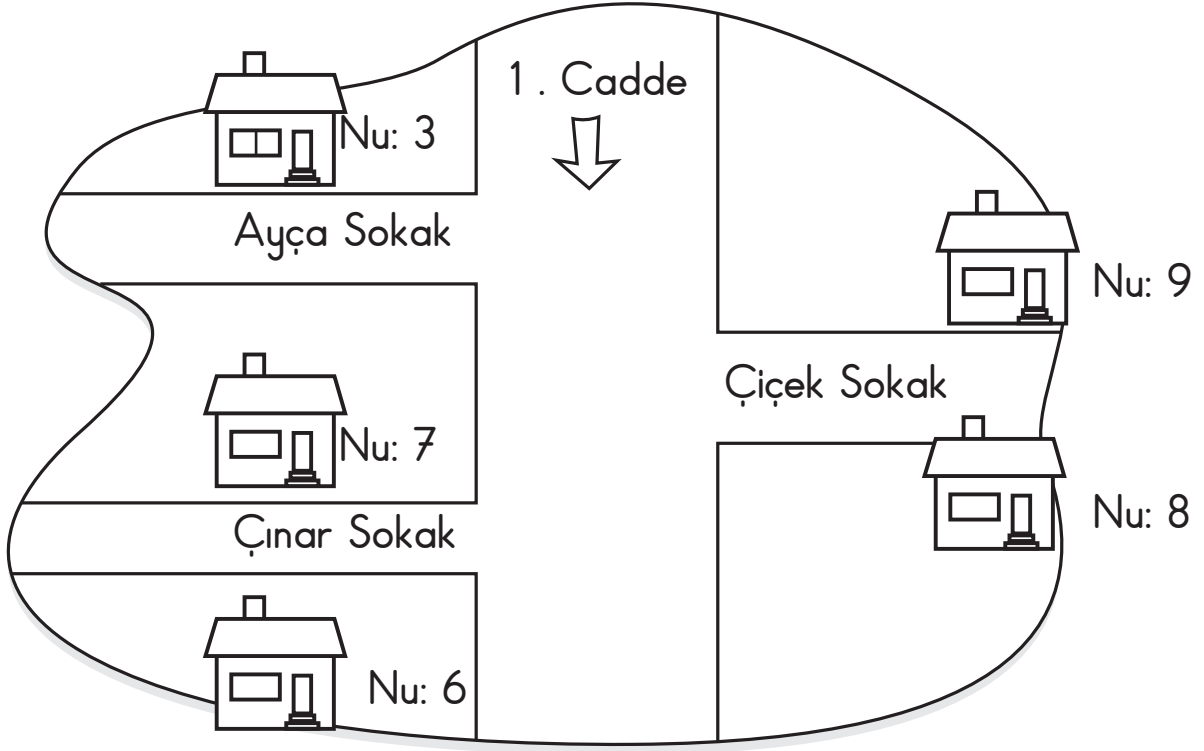 1. Cadde
Nu: 3
Ayça Sokak
Nu: 9
Çiçek Sokak
Nu: 7
Nu: 8
Çınar Sokak
Nu: 6